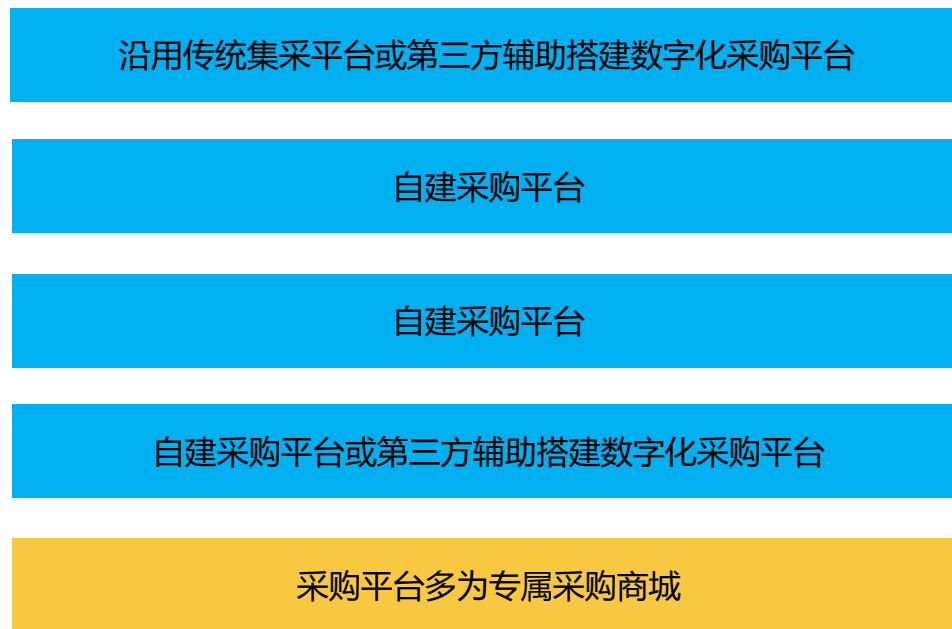 沿用传统集采平台或第三方辅助搭建数字化采购平台
自建采购平台
自建采购平台
自建采购平台或第三方辅助搭建数字化采购平台
采购平台多为专属采购商城